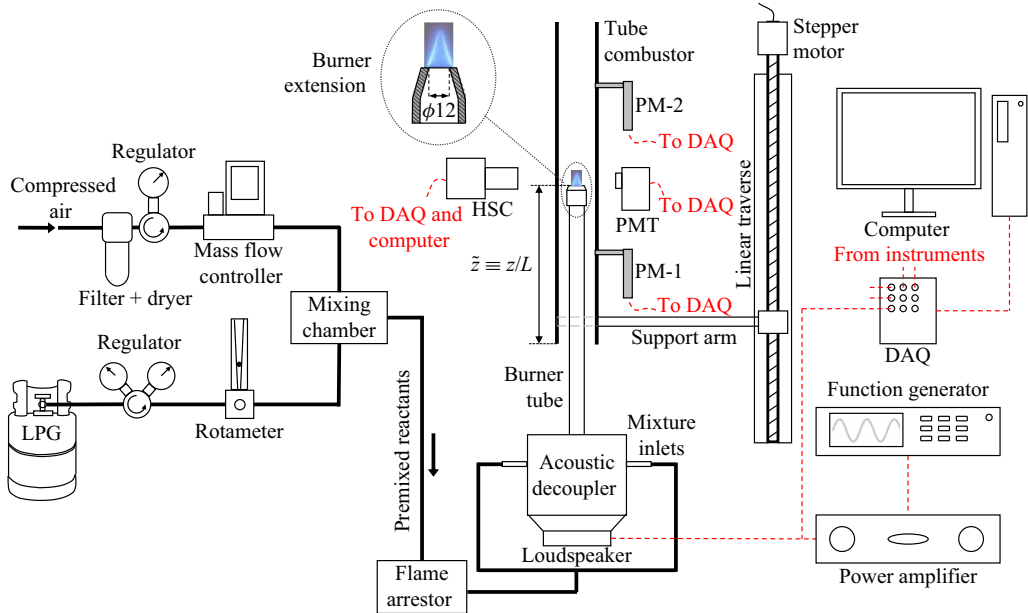 Burner
extension
ϕ12
Tube
combustor
Stepper
motor
PM-2
To DAQ
Regulator
Compressed
air
Mass flow
controller
Filter + dryer
HSC
To DAQ and
computer
PMT
To DAQ
z̃ ≡ z/L
PM-1
To DAQ
Linear traverse
Support arm
Computer
From instruments
DAQ
Mixing
chamber
Regulator
LPG
Rotameter
Premixed reactants
Burner
tube
Mixture
inlets
Acoustic
decoupler
Loudspeaker
Flame
arrestor
Function generator
Power amplifier